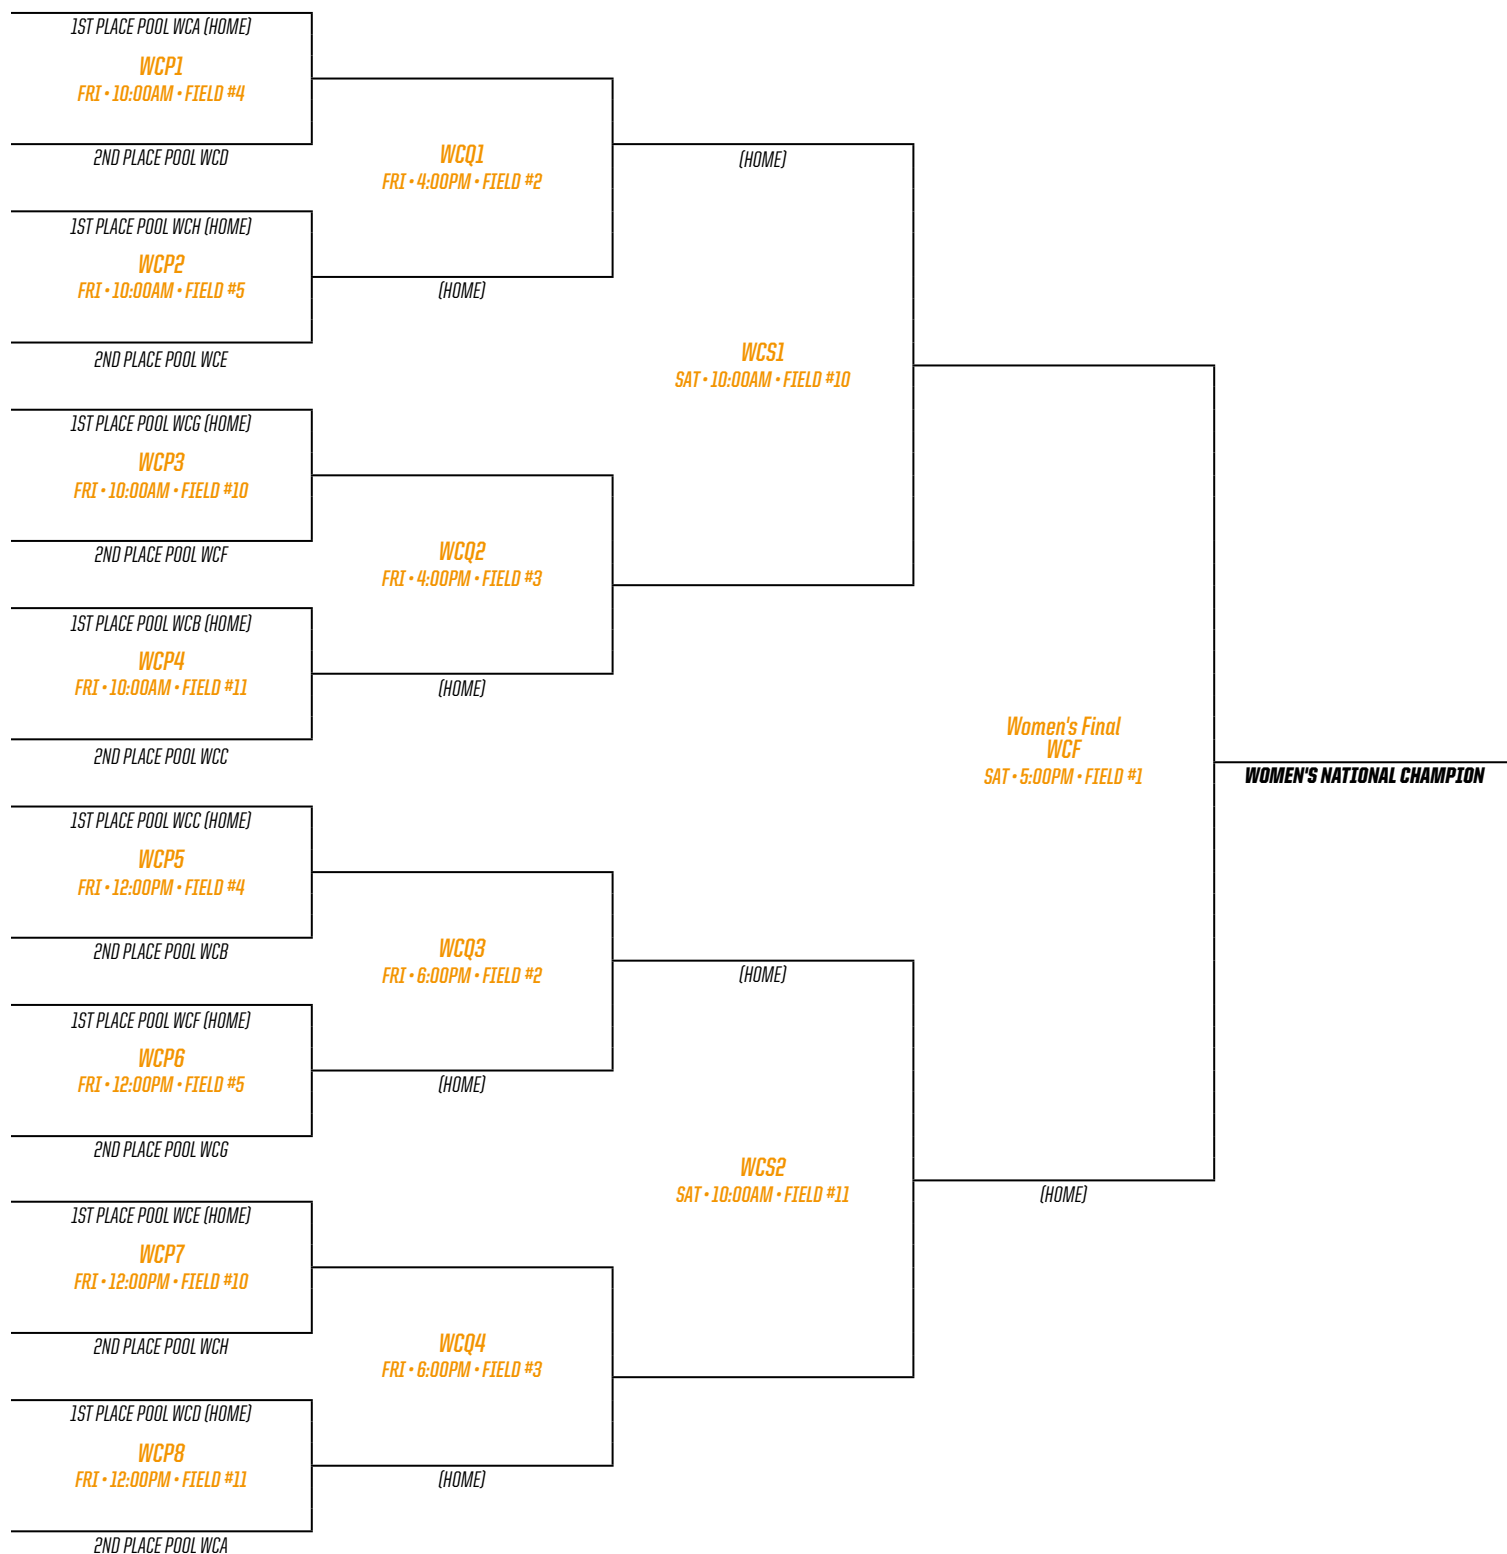 1ST PLACE POOL WCA (HOME)
WCP1
FRI • 10:00AM • FIELD #4
2ND PLACE POOL WCD
1ST PLACE POOL WCH (HOME)
WCP2
FRI • 10:00AM • FIELD #5
2ND PLACE POOL WCE
1ST PLACE POOL WCG (HOME)
WCP3
FRI • 10:00AM • FIELD #10
2ND PLACE POOL WCF
1ST PLACE POOL WCB (HOME)
WCP4
FRI • 10:00AM • FIELD #11
2ND PLACE POOL WCC
1ST PLACE POOL WCC (HOME)
WCP5
FRI • 12:00PM • FIELD #4
2ND PLACE POOL WCB
1ST PLACE POOL WCF (HOME)
WCP6
FRI • 12:00PM • FIELD #5
2ND PLACE POOL WCG
1ST PLACE POOL WCE (HOME)
WCP7
FRI • 12:00PM • FIELD #10
2ND PLACE POOL WCH
1ST PLACE POOL WCD (HOME)
WCP8
FRI • 12:00PM • FIELD #11
2ND PLACE POOL WCA
WCQ1
FRI • 4:00PM • FIELD #2
(HOME)
WCQ2
FRI • 4:00PM • FIELD #3
(HOME)
WCQ3
FRI • 6:00PM • FIELD #2
(HOME)
WCQ4
FRI • 6:00PM • FIELD #3
(HOME)
(HOME)
WCS1
SAT • 10:00AM • FIELD #10
(HOME)
WCS2
SAT • 10:00AM • FIELD #11
Women's Final
WCF
SAT • 5:00PM • FIELD #1
(HOME)
WOMEN'S NATIONAL CHAMPION